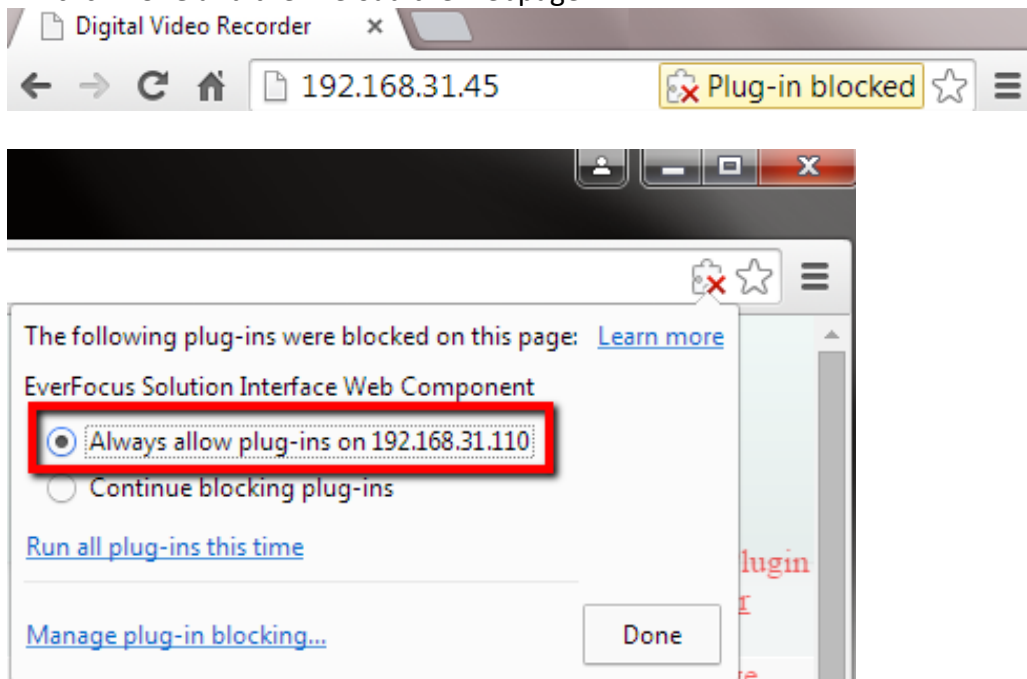 Digital Video Recorder
192.168.31.45 Plug-in blocked
The following plug-ins were blocked on this page: Learn more
EverFocus Solution Interface Web Component
Always allow plug-ins on 192.168.31.110
Continue blocking plug-ins
Run all plug-ins this time
lugin
Manage plug-in blocking...
Done